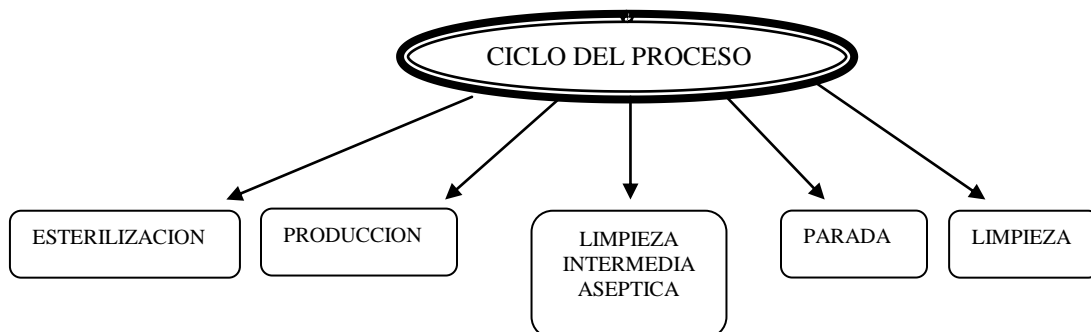 CICLO DEL PROCESO
ESTERILIZACION
PRODUCCION
LIMPIEZA
INTERMEDIA
ASEPTICA
PARADA
LIMPIEZA